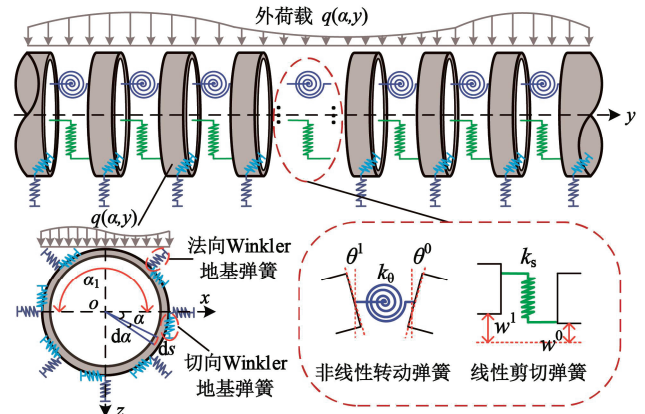 外荷载 q(α,y)
y
q(α,y)
法向Winkler
地基弹簧
α₁
o
α
x
dα
ds
切向Winkler
地基弹簧
z
θ¹
θ⁰
kθ
kₛ
w¹
w⁰
非线性转动弹簧
线性剪切弹簧